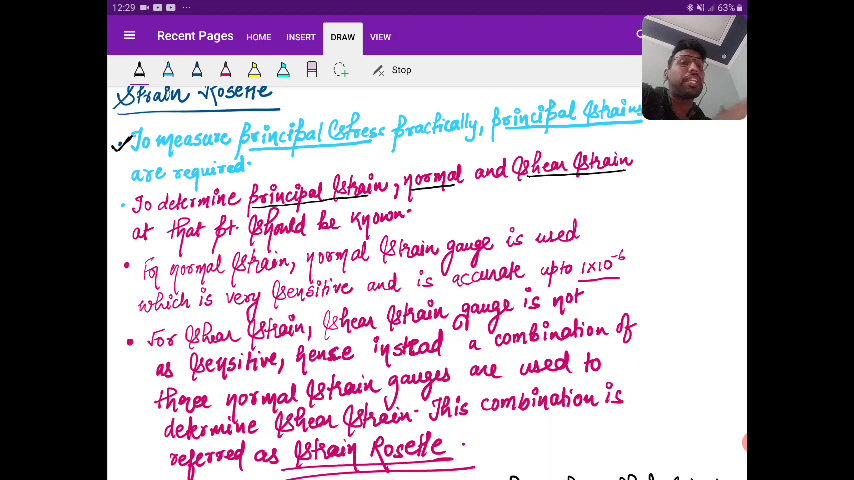 12:29
63%
Recent Pages HOME INSERT DRAW VIEW
Stop
Strain Rosette
To measure principal stress practically, principal strains
are required.
To determine principal strain, normal and shear strain
at that pt. should be known.
For normal strain, normal strain gauge is used
which is very sensitive and is accurate upto 1x10⁻⁶
For shear strain, shear strain gauge is not
as sensitive, hense instead a combination of
three normal strain gauges are used to
determine shear strain. This combination is
referred as strain Rosette.